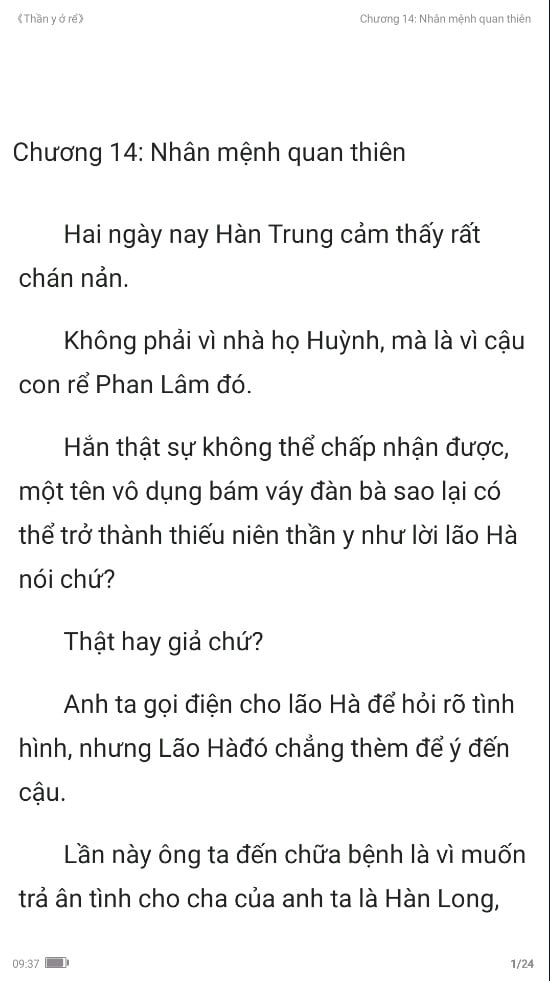 《Thần y ở rể》
Chương 14: Nhân mệnh quan thiên
Chương 14: Nhân mệnh quan thiên
Hai ngày nay Hàn Trung cảm thấy rất
chán nản.
Không phải vì nhà họ Huỳnh, mà là vì cậu
con rể Phan Lâm đó.
Hắn thật sự không thể chấp nhận được,
một tên vô dụng bám váy đàn bà sao lại có
thể trở thành thiếu niên thần y như lời lão Hà
nói chứ?
Thật hay giả chứ?
Anh ta gọi điện cho lão Hà để hỏi rõ tình
hình, nhưng Lão Hàđó chẳng thèm để ý đến
cậu.
Lần này ông ta đến chữa bệnh là vì muốn
trả ân tình cho cha của anh ta là Hàn Long,
09:37
1/24